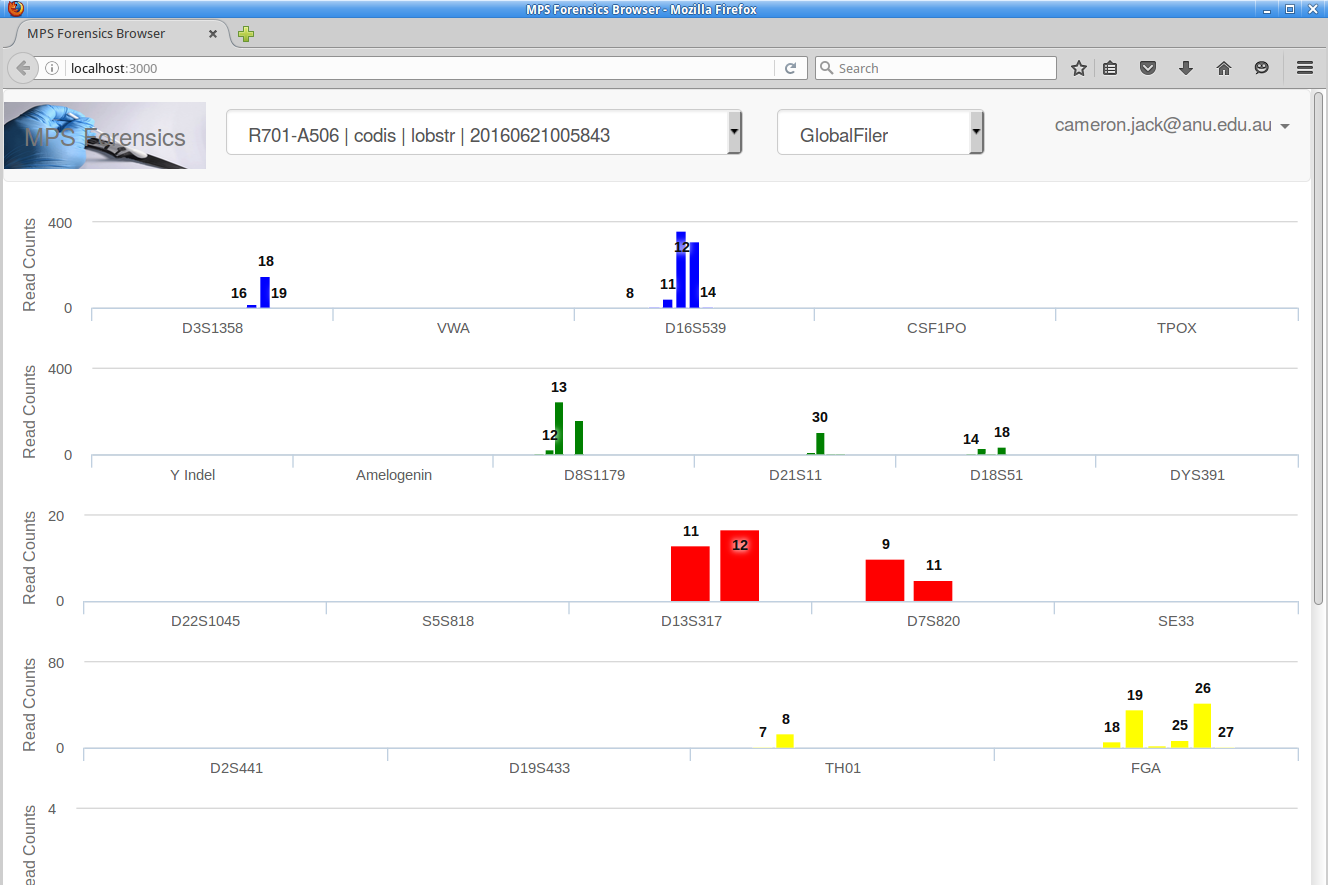 MPS Forensics Browser - Mozilla Firefox
MPS Forensics Browser
localhost:3000
Search
MPS Forensics
R701-A506 | codis | lobstr | 20160621005843
GlobalFiler
cameron.jack@anu.edu.au
Read Counts
400
0
16
18
19
8
11
12
14
D3S1358
VWA
D16S539
CSF1PO
TPOX
Read Counts
400
0
12
13
30
14
18
Y Indel
Amelogenin
D8S1179
D21S11
D18S51
DYS391
Read Counts
20
0
11
12
9
11
D22S1045
S5S818
D13S317
D7S820
SE33
Read Counts
80
0
7
8
18
19
25
26
27
D2S441
D19S433
TH01
FGA
4
ead Counts